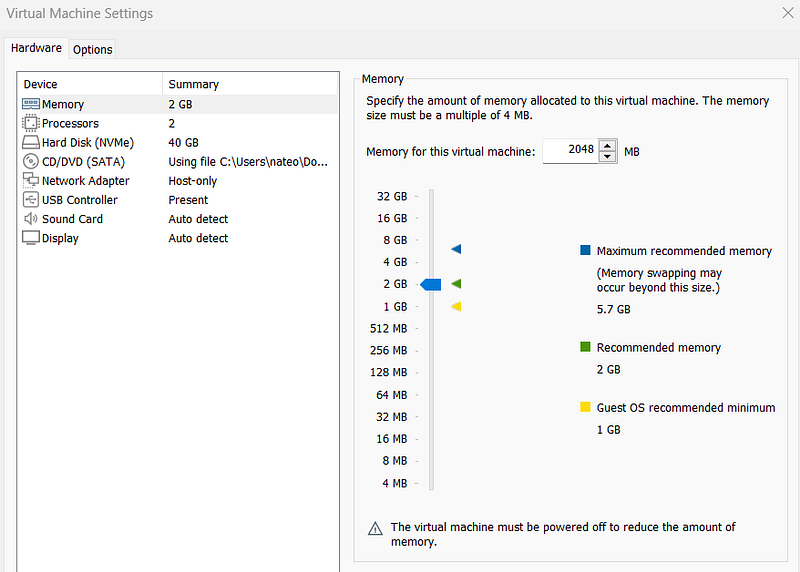 Virtual Machine Settings
Hardware
Options
Device Summary
Memory 2 GB
Processors 2
Hard Disk (NVMe) 40 GB
CD/DVD (SATA) Using file C:\Users\nateo\Do...
Network Adapter Host-only
USB Controller Present
Sound Card Auto detect
Display Auto detect
Memory
Specify the amount of memory allocated to this virtual machine. The memory
size must be a multiple of 4 MB.
Memory for this virtual machine: 2048 MB
32 GB
16 GB
8 GB
4 GB
2 GB
1 GB
512 MB
256 MB
128 MB
64 MB
32 MB
16 MB
8 MB
4 MB
Maximum recommended memory
(Memory swapping may
occur beyond this size.)
5.7 GB
Recommended memory
2 GB
Guest OS recommended minimum
1 GB
The virtual machine must be powered off to reduce the amount of
memory.